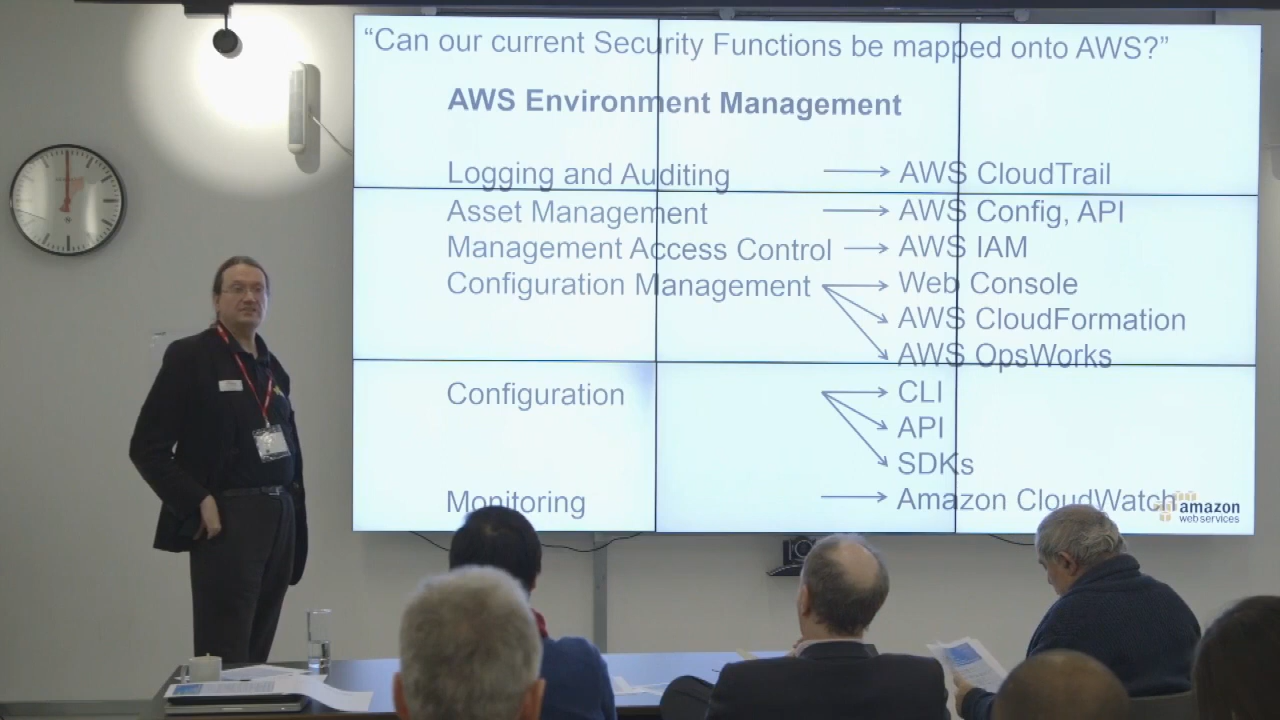 “Can our current Security Functions be mapped onto AWS?”
AWS Environment Management
Logging and Auditing AWS CloudTrail
Asset Management AWS Config, API
Management Access Control AWS IAM
Configuration Management Web Console
AWS CloudFormation
AWS OpsWorks
Configuration CLI
API
SDKs
Monitoring Amazon CloudWatch
amazon
web services